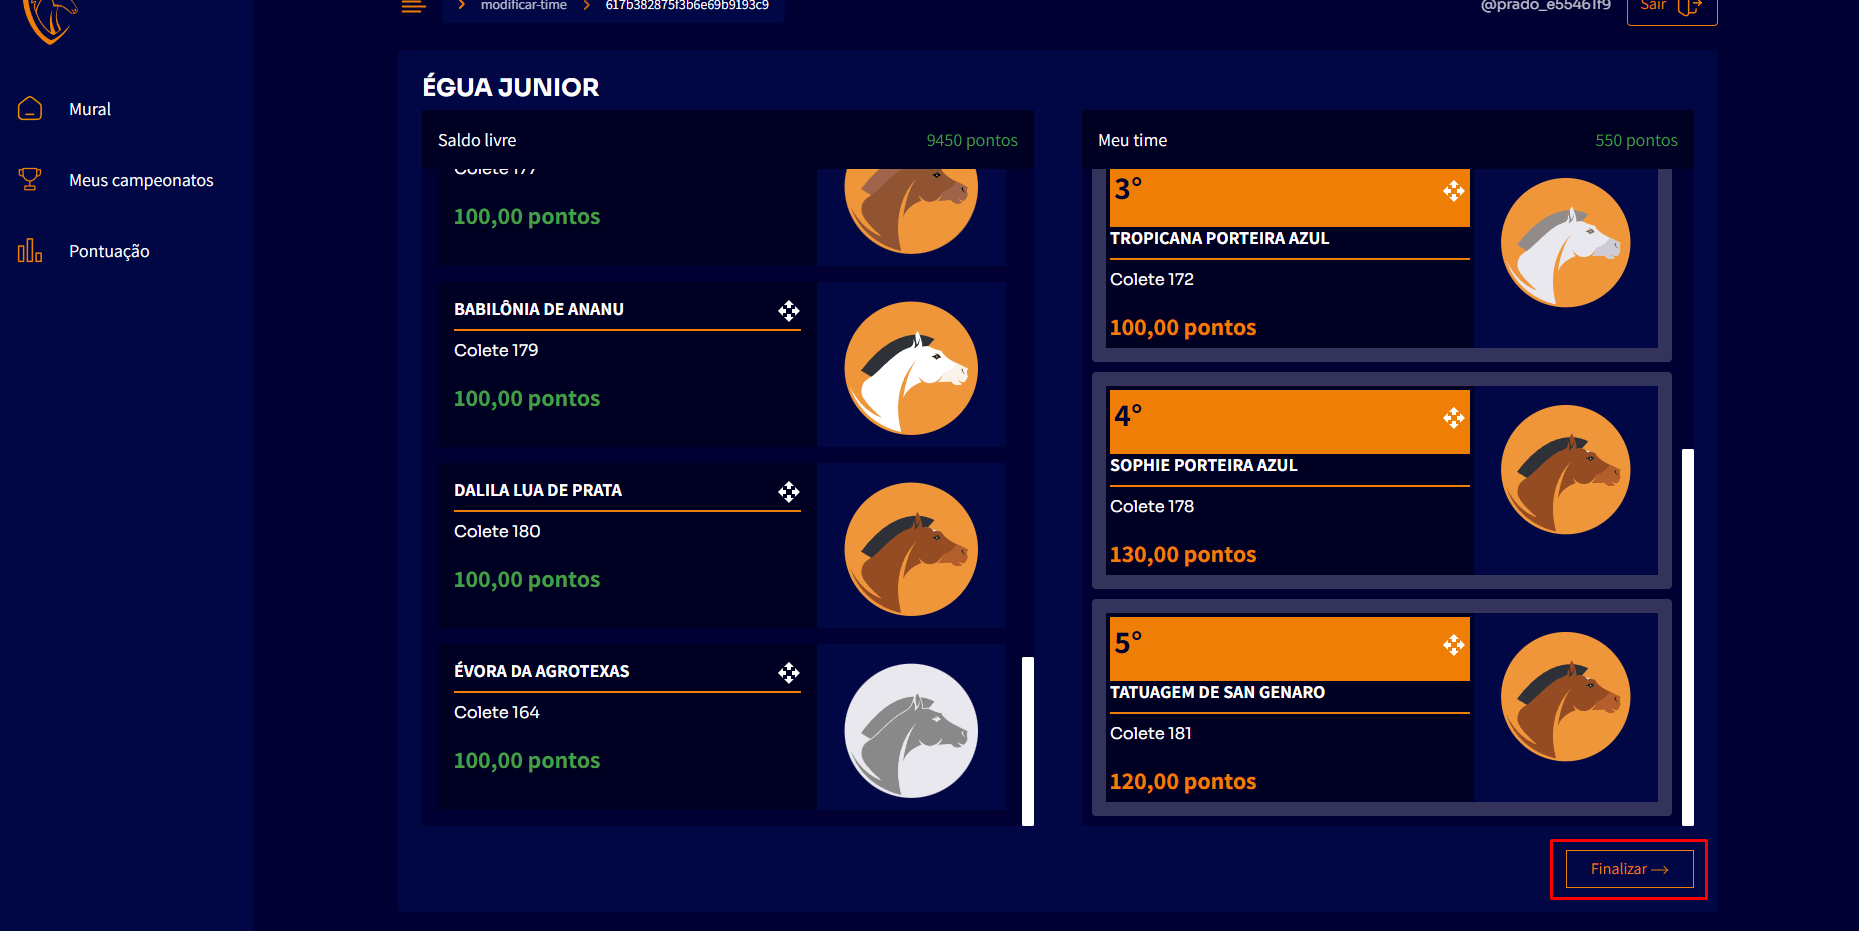 modificar-time
617b382875f3b6e69b9193c9
@prado_e55461f9
Sair
Mural
Meus campeonatos
Pontuação
ÉGUA JUNIOR
Saldo livre
9450 pontos
Colete 177
100,00 pontos
BABILÔNIA DE ANANU
Colete 179
100,00 pontos
DALILA LUA DE PRATA
Colete 180
100,00 pontos
ÉVORA DA AGROTEXAS
Colete 164
100,00 pontos
Meu time
550 pontos
3°
TROPICANA PORTEIRA AZUL
Colete 172
100,00 pontos
4°
SOPHIE PORTEIRA AZUL
Colete 178
130,00 pontos
5°
TATUAGEM DE SAN GENARO
Colete 181
120,00 pontos
Finalizar